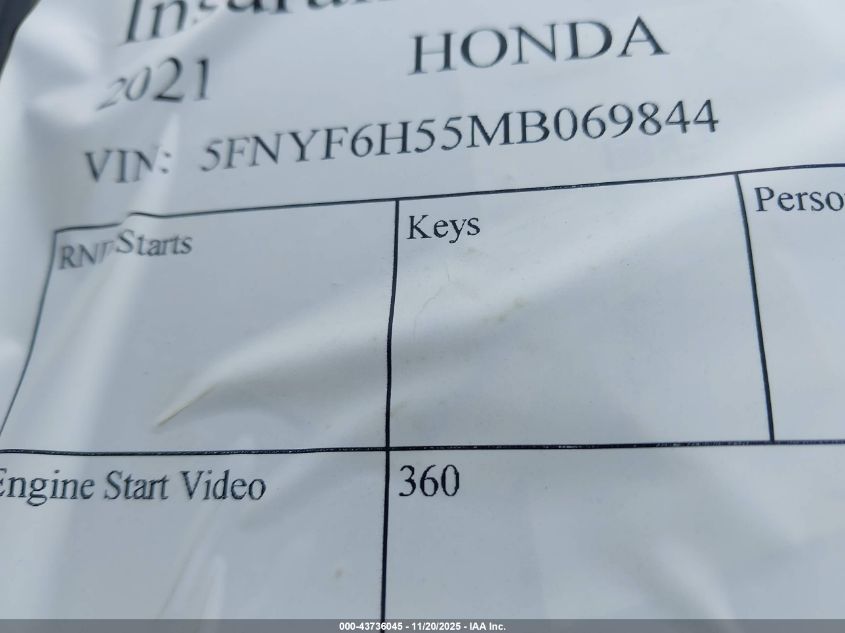 2021 HONDA
VIN: 5FNYF6H55MB069844
Starts Keys
Engine Start Video 360
000-43736045 - 11/20/2025 - IAA Inc.